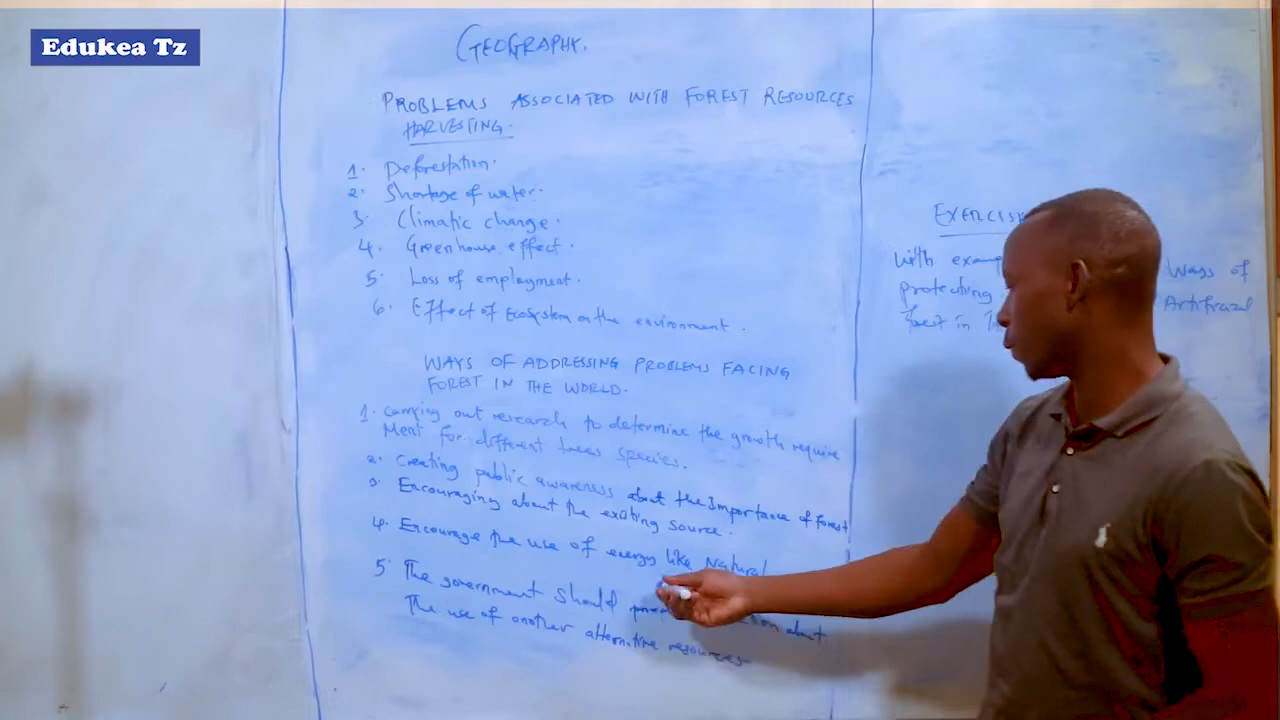 Edukea Tz
GEOGRAPHY.
PROBLEMS ASSOCIATED WITH FOREST RESOURCES
HARVESTING.
1. Deforestation.
2. Shortage of water.
3. Climatic change.
4. Greenhouse effect.
5. Loss of employment.
6. Effect of Ecosystem on the environment.
WAYS OF ADDRESSING PROBLEMS FACING
FOREST IN THE WORLD.
1. Carrying out research to determine the growth require
Ment for different trees species.
2. Creating public awareness about the importance of forest
3. Encouraging about the existing source.
4. Encourage the use of energy like Natural
5. The government should about
The use of another alternative resources
EXERCISE
With Ways of
protecting Artificial
forest in